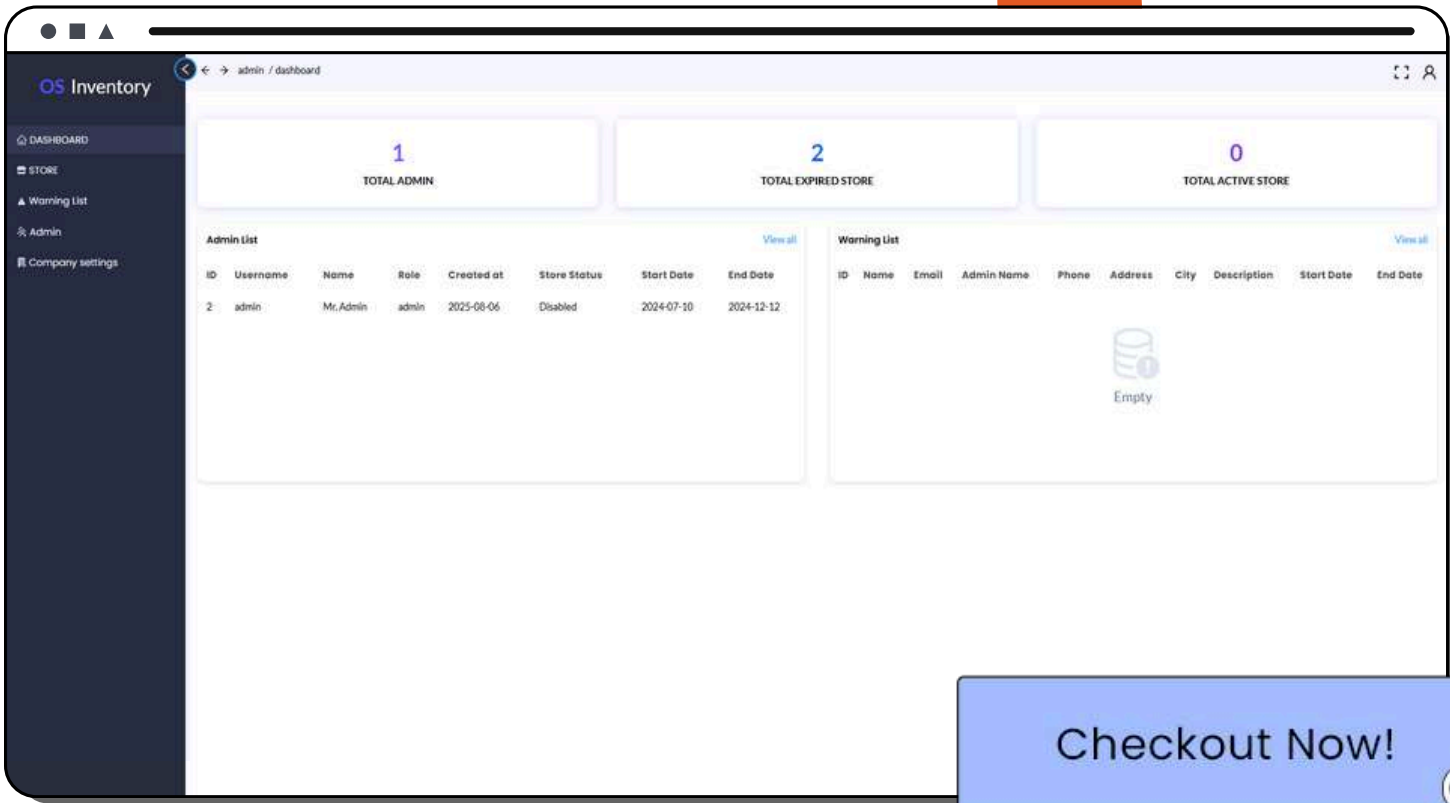 OS Inventory
admin / dashboard
DASHBOARD
STORE
Warning List
Admin
Company settings
1
TOTAL ADMIN
2
TOTAL EXPIRED STORE
0
TOTAL ACTIVE STORE
Admin List
View all
ID Username Name Role Created at Store Status Start Date End Date
2 admin Mr. Admin admin 2025-08-06 Disabled 2024-07-10 2024-12-12
Warning List
View all
ID Name Email Admin Name Phone Address City Description Start Date End Date
Empty
Checkout Now!